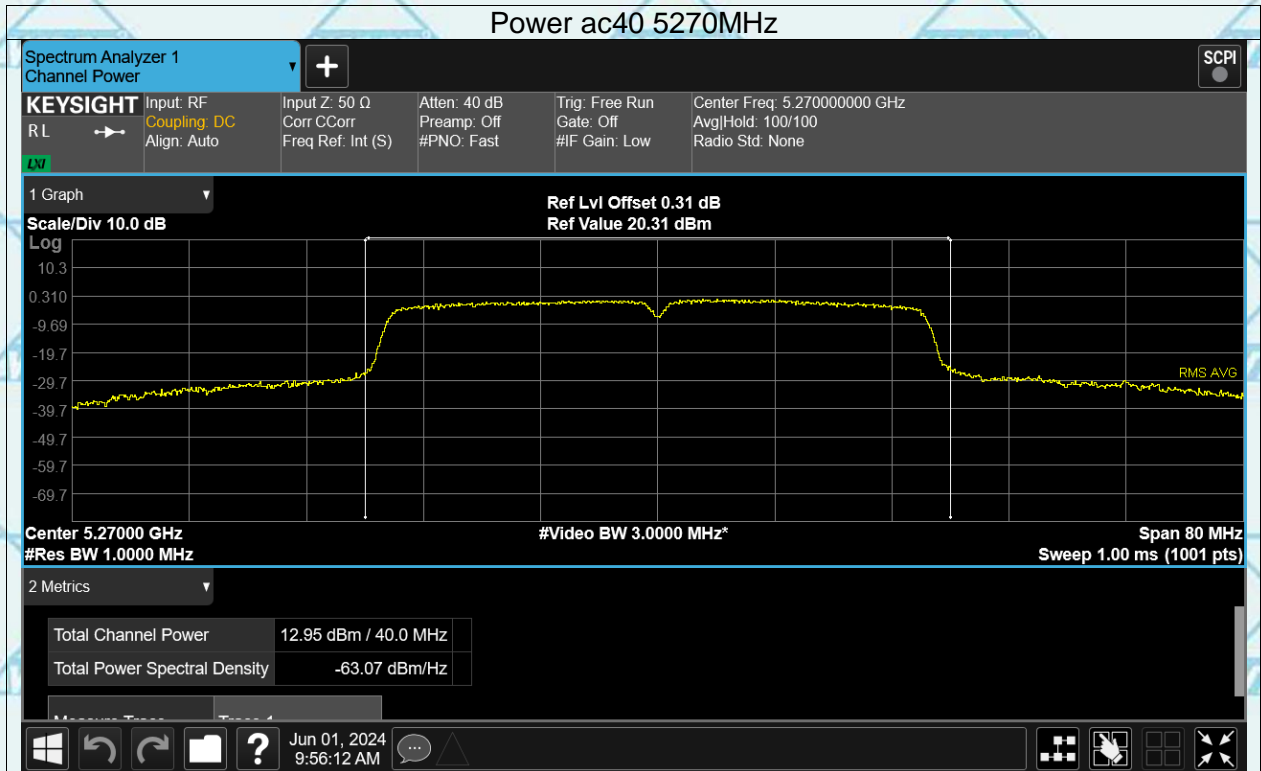 Power ac40 5270MHz
Spectrum Analyzer 1
Channel Power
SCPI
KEYSIGHT
R L
LXI
Input: RF
Coupling: DC
Align: Auto
Input Z: 50 Ω
Corr CCorr
Freq Ref: Int (S)
Atten: 40 dB
Preamp: Off
#PNO: Fast
Trig: Free Run
Gate: Off
#IF Gain: Low
Center Freq: 5.270000000 GHz
Avg|Hold: 100/100
Radio Std: None
1 Graph
Scale/Div 10.0 dB
Ref Lvl Offset 0.31 dB
Ref Value 20.31 dBm
Log
10.3
0.310
-9.69
-19.7
-29.7
-39.7
-49.7
-59.7
-69.7
RMS AVG
Center 5.27000 GHz
#Res BW 1.0000 MHz
#Video BW 3.0000 MHz*
Span 80 MHz
Sweep 1.00 ms (1001 pts)
2 Metrics
Total Channel Power 12.95 dBm / 40.0 MHz
Total Power Spectral Density -63.07 dBm/Hz
Measure Trace Trace 1
Jun 01, 2024
9:56:12 AM